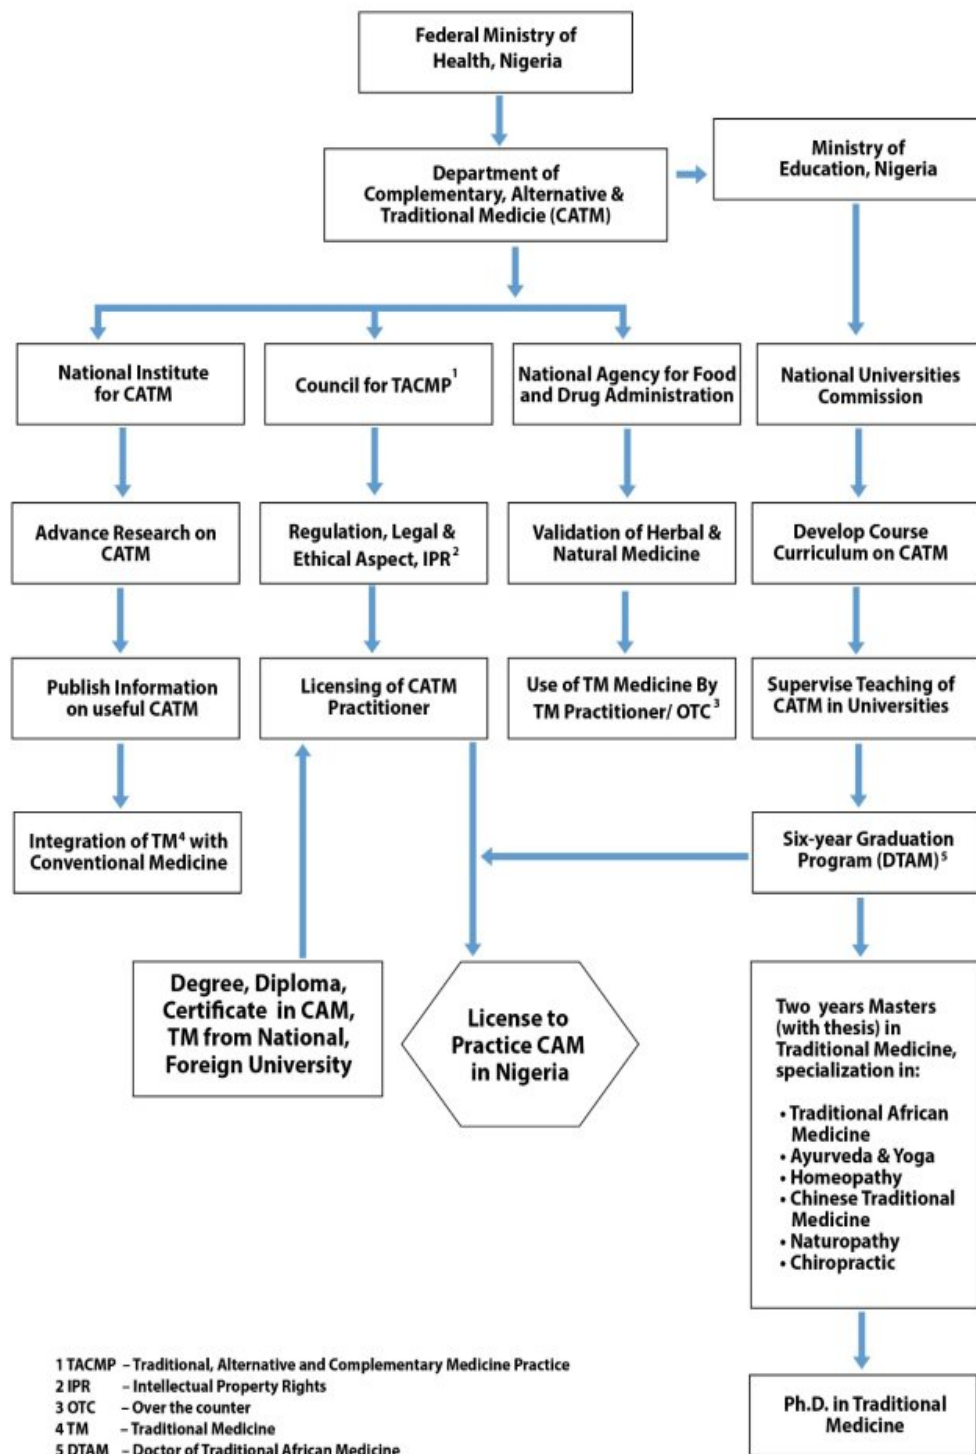 Federal Ministry of
Health, Nigeria
Department of
Complementary, Alternative &
Traditional Medicie (CATM)
Ministry of
Education, Nigeria
National Institute
for CATM
Council for TACMP1
National Agency for Food
and Drug Administration
National Universities
Commission
Advance Research on
CATM
Regulation, Legal &
Ethical Aspect, IPR2
Validation of Herbal &
Natural Medicine
Develop Course
Curriculum on CATM
Publish Information
on useful CATM
Licensing of CATM
Practitioner
Use of TM Medicine By
TM Practitioner/ OTC3
Supervise Teaching of
CATM in Universities
Integration of TM4 with
Conventional Medicine
Six-year Graduation
Program (DTAM)5
Degree, Diploma,
Certificate in CAM,
TM from National,
Foreign University
License to
Practice CAM
in Nigeria
Two years Masters
(with thesis) in
Traditional Medicine,
specialization in:
• Traditional African
Medicine
• Ayurveda & Yoga
• Homeopathy
• Chinese Traditional
Medicine
• Naturopathy
• Chiropractic
Ph.D. in Traditional
Medicine
1 TACMP – Traditional, Alternative and Complementary Medicine Practice
2 IPR – Intellectual Property Rights
3 OTC – Over the counter
4 TM – Traditional Medicine
5 DTAM – Doctor of Traditional African Medicine